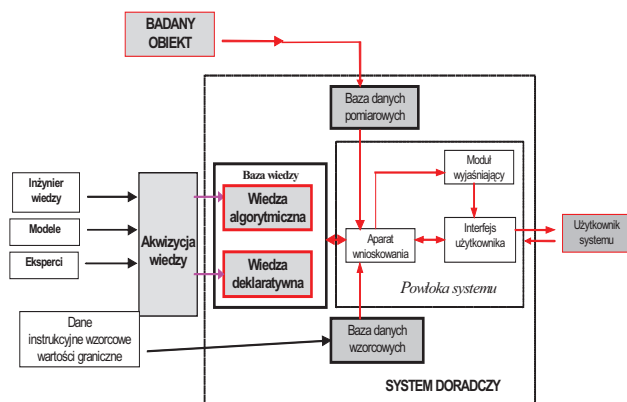 BADANY
OBIEKT
Baza danych
pomiarowych
Moduł
wyjaśniający
Inżynier
wiedzy
Modele
Eksperci
Akwizycja
wiedzy
Baza wiedzy
Wiedza
algorytmiczna
Wiedza
deklaratywna
Aparat
wnioskowania
Interfejs
użytkownika
Użytkownik
systemu
Powłoka systemu
Dane
instrukcyjne wzorcowe
wartości graniczne
Baza danych
wzorcowych
SYSTEM DORADCZY